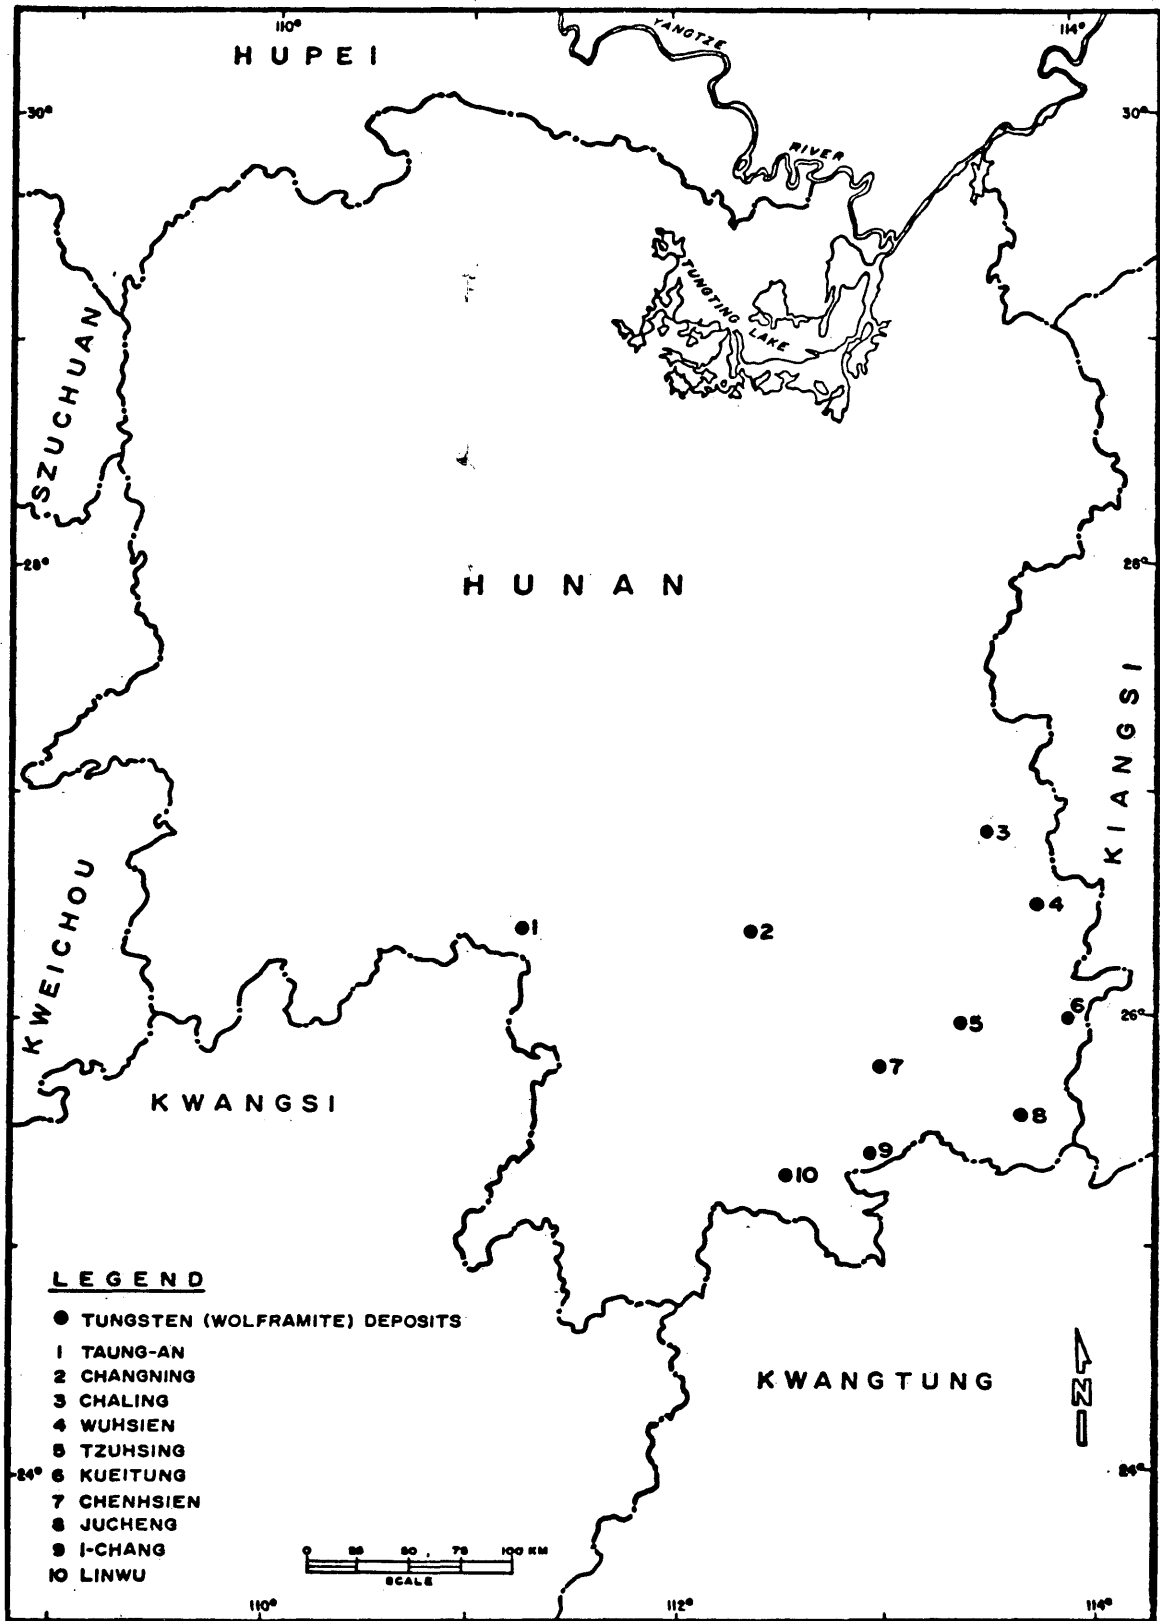 110°
114°
HUPEI
YANGTZE
30°
30°
RIVER
TUNGTING
LAKE
SZUCHUAN
28°
28°
HUNAN
KIANGSI
3
4
1
2
KWEICHOU
6
26°
5
7
KWANGSI
8
9
10
LEGEND
TUNGSTEN (WOLFRAMITE) DEPOSITS
1 TAUNG-AN
2 CHANGNING
3 CHALING
4 WUHSIEN
5 TZUHSING
6 KUEITUNG
7 CHENHSIEN
8 JUCHENG
9 I-CHANG
10 LINWU
KWANGTUNG
N
24°
24°
0 25 50 75 100 KM
SCALE
110°
112°
114°